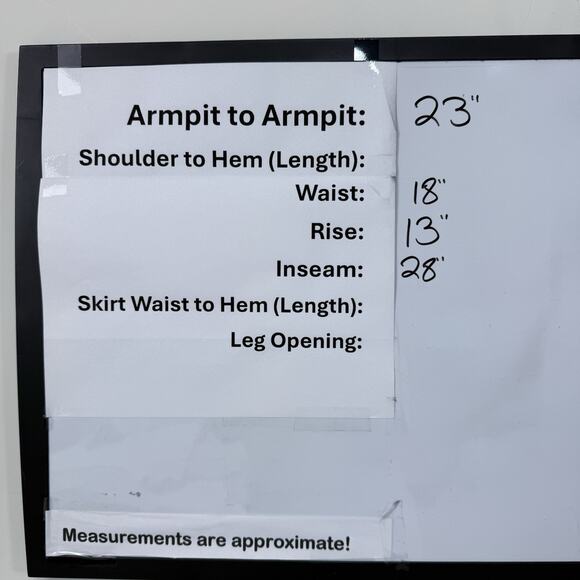 Armpit to Armpit: 23"
Shoulder to Hem (Length):
Waist: 18"
Rise: 13"
Inseam: 28"
Skirt Waist to Hem (Length):
Leg Opening:
Measurements are approximate!